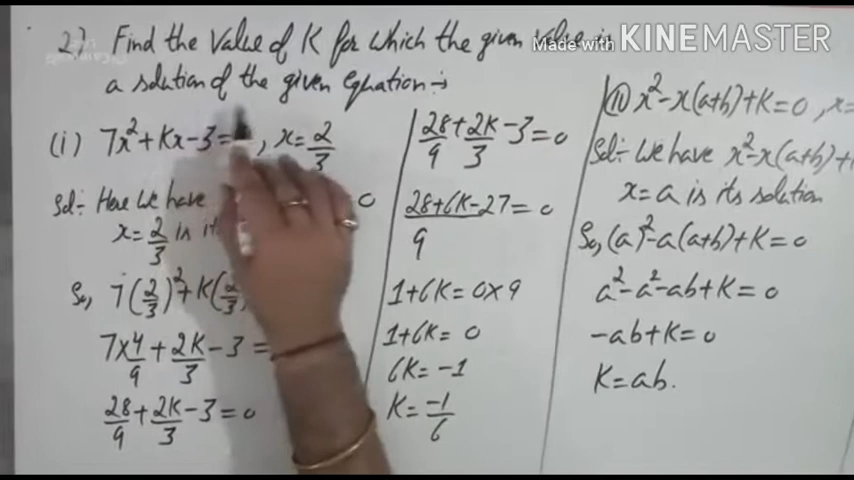 27 Find the Value of K for which the given value is
a solution of the given Equation :-
(i) 7x²+Kx-3= , x=2/3
Sol:- Here we have 0
x=2/3 is it
So, 7(2/3)²+K(2/3)
7x4/9+2K/3-3=
28/9+2K/3-3=0
28/9+2K/3-3=0
28+6K-27/9=0
1+6K=0x9
1+6K=0
6K=-1
K=-1/6
(ii) x²-x(a+b)+K=0, x=
Sol:- We have x²-x(a+b)+
x=a is its solution
So, (a)²-a(a+b)+K=0
a²-a²-ab+K=0
-ab+K=0
K=ab.
Made with KINEMASTER